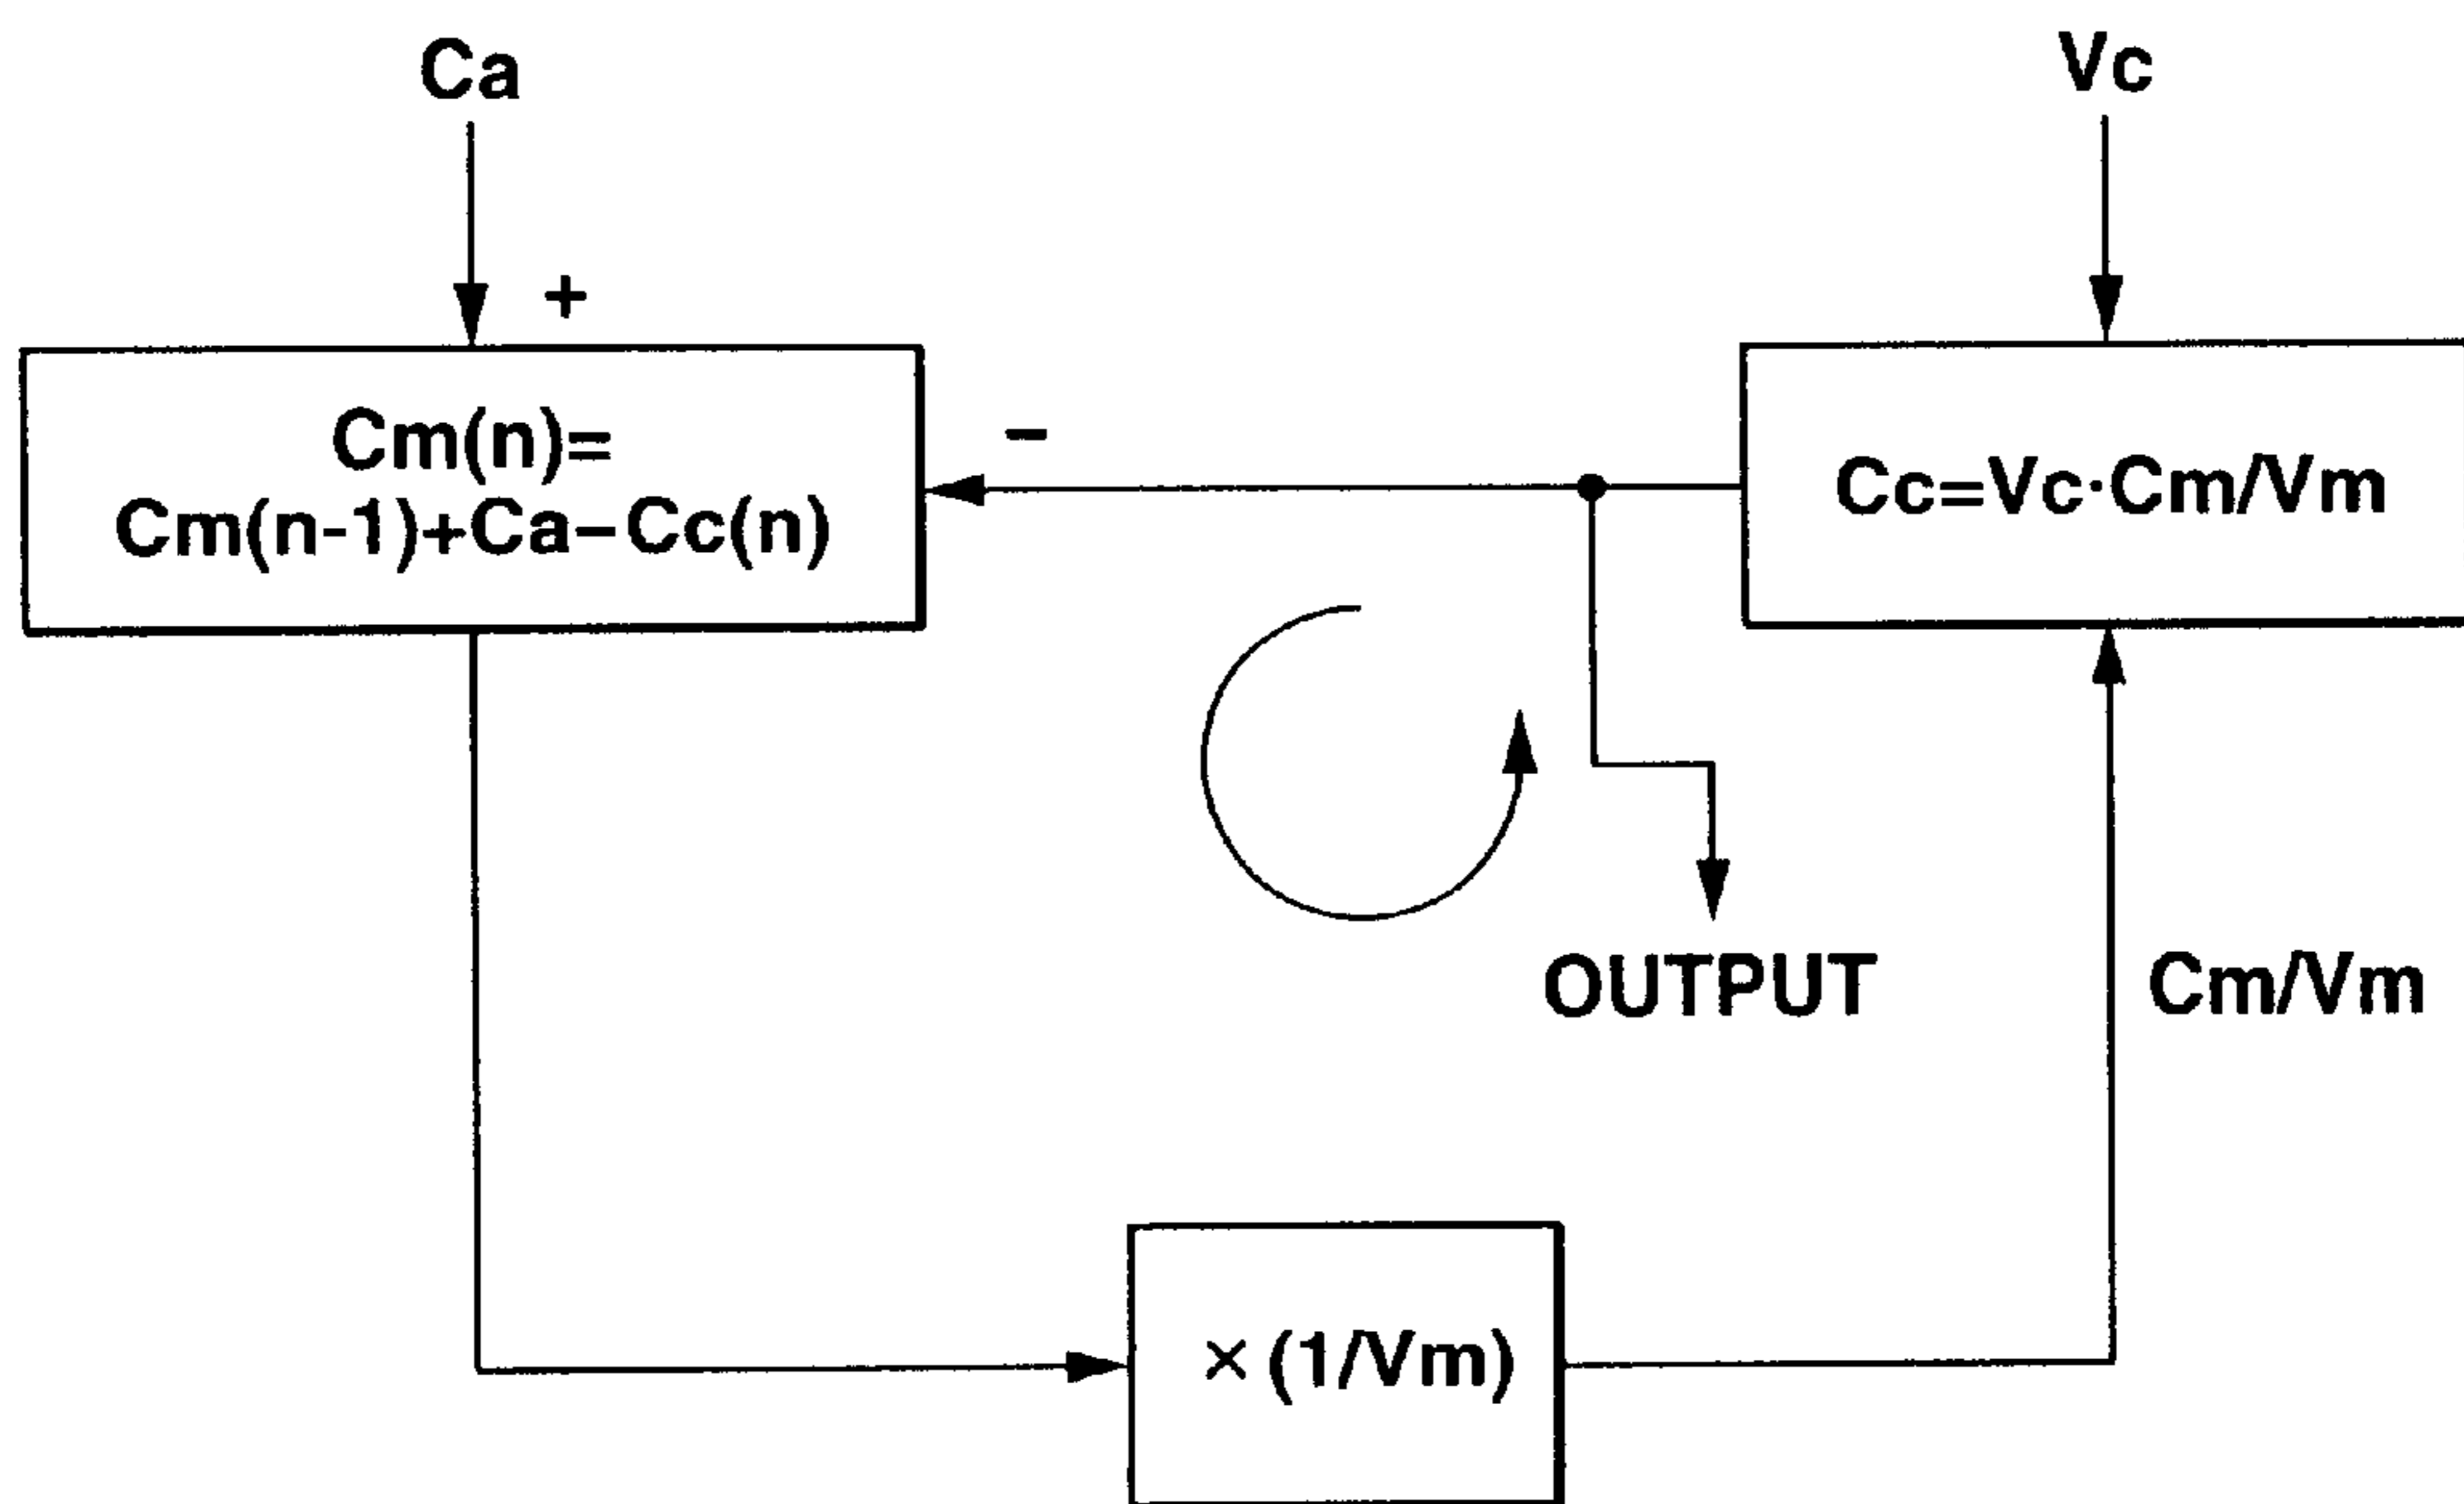 Ca
Vc
+
Cm(n)=
Cm(n-1)+Ca−Cc(n)
−
Cc=Vc·Cm/Vm
OUTPUT
Cm/Vm
× (1/Vm)